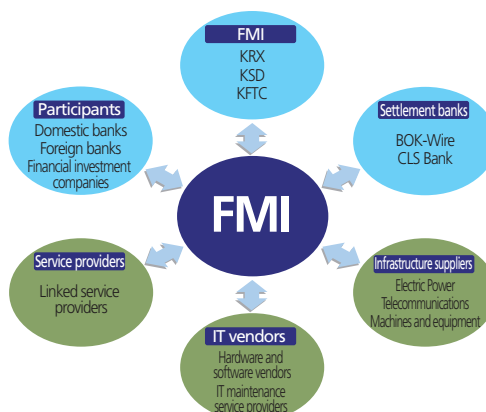 FMI
KRX
KSD
KFTC
Participants
Domestic banks
Foreign banks
Financial investment
companies
Settlement banks
BOK-Wire
CLS Bank
FMI
Service providers
Linked service
providers
Infrastructure suppliers
Electric Power
Telecommunications
Machines and equipment
IT vendors
Hardware and
software vendors
IT maintenance
service providers